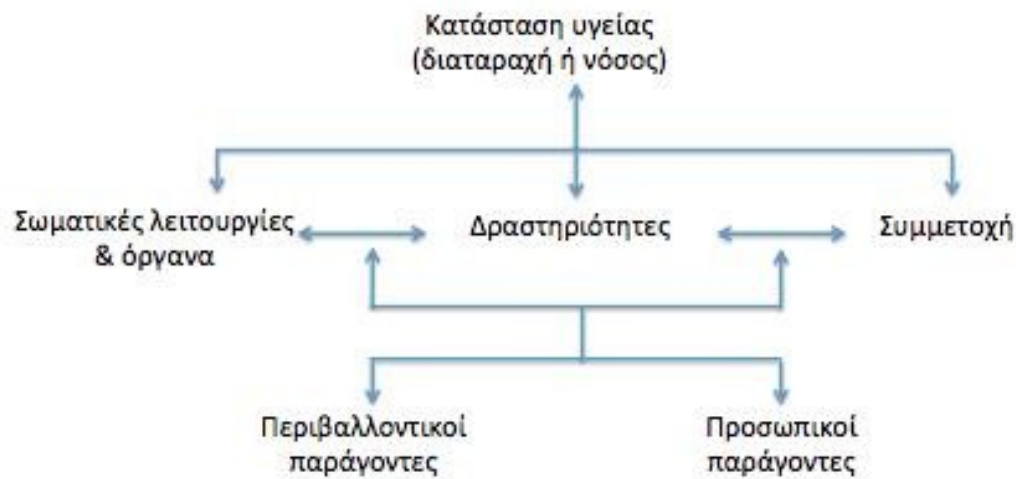 Κατάσταση υγείας
(διαταραχή ή νόσος)
Σωματικές λειτουργίες
& όργανα
Δραστηριότητες
Συμμετοχή
Περιβαλλοντικοί
παράγοντες
Προσωπικοί
παράγοντες